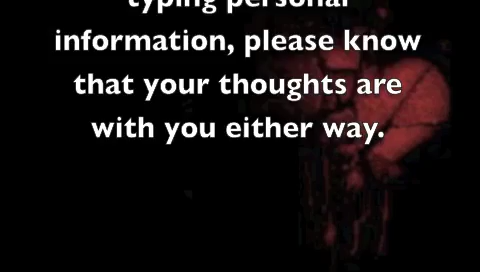 typing personal
information, please know
that your thoughts are
with you either way.